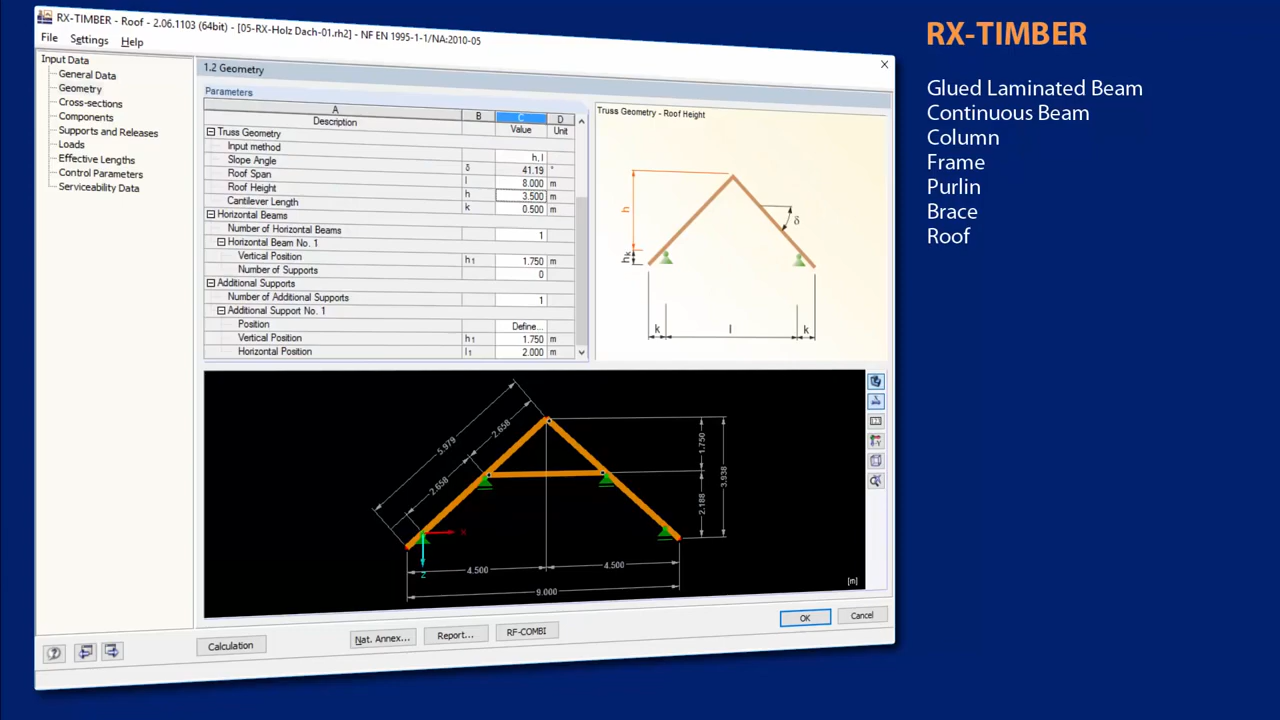 RX-TIMBER - Roof - 2.06.1103 (64bit) - [05-RX-Holz Dach-01.rh2] - NF EN 1995-1-1/NA:2010-05
File Settings Help
Input Data
General Data
Geometry
Cross-sections
Components
Supports and Releases
Loads
Effective Lengths
Control Parameters
Serviceability Data
1.2 Geometry
Parameters
A B C D
Description Value Unit
Truss Geometry
Input method h, l
Slope Angle δ 41.19 °
Roof Span l 8.000 m
Roof Height h 3.500 m
Cantilever Length k 0.500 m
Horizontal Beams
Number of Horizontal Beams 1
Horizontal Beam No. 1
Vertical Position h1 1.750 m
Number of Supports 0
Additional Supports
Number of Additional Supports 1
Additional Support No. 1
Position Define...
Vertical Position h1 1.750 m
Horizontal Position l1 2.000 m
Truss Geometry - Roof Height
h
δ
hk
k l k
5.979
2.658
2.658
1.750
3.938
2.188
X
Z
4.500 4.500
9.000
[m]
Calculation Nat. Annex... Report... RF-COMBI OK Cancel
RX-TIMBER
Glued Laminated Beam
Continuous Beam
Column
Frame
Purlin
Brace
Roof